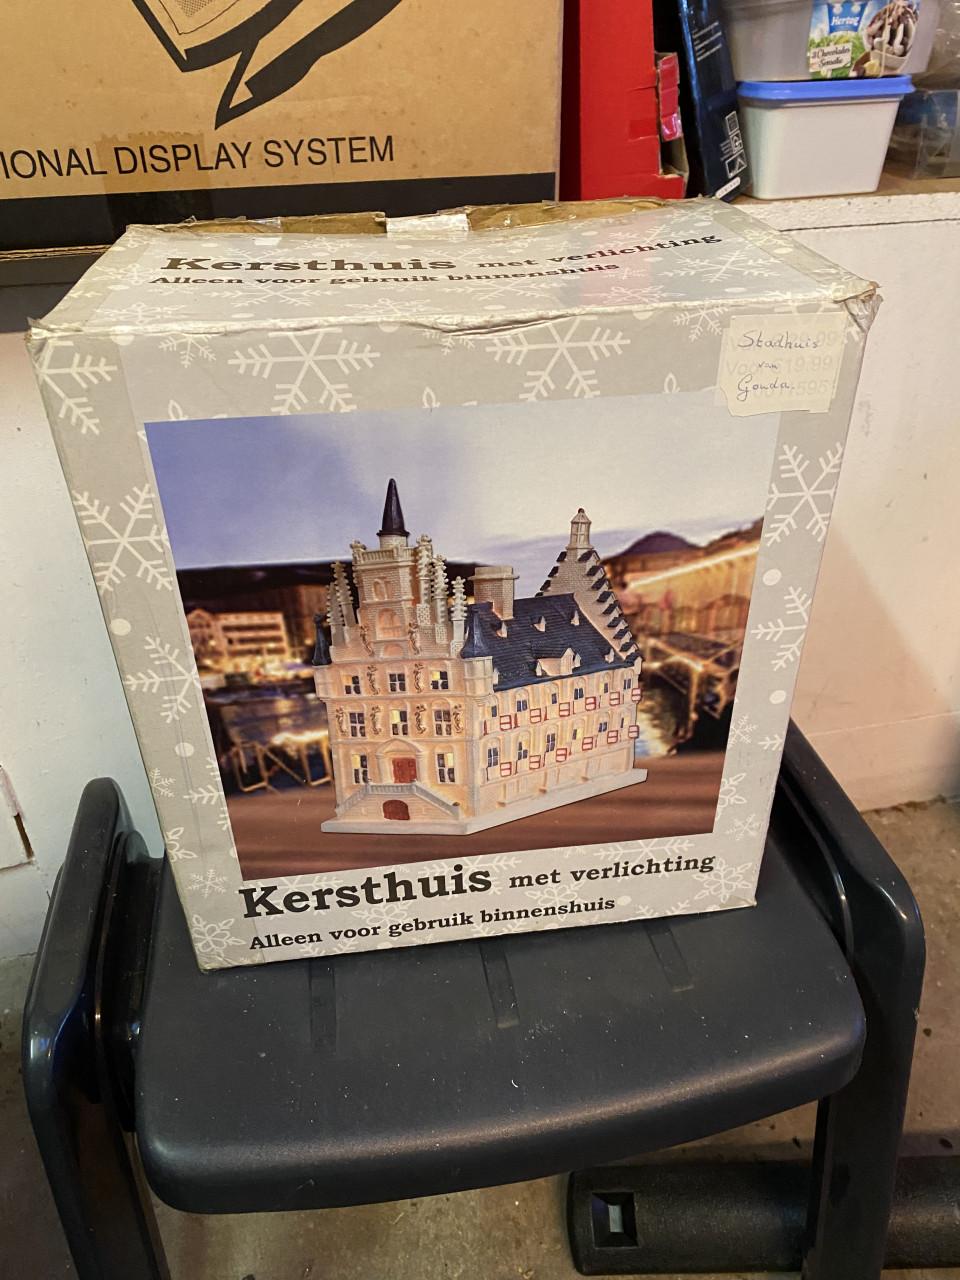 IONAL DISPLAY SYSTEM
Hertog
Kersthuis met verlichting
Alleen voor gebruik binnenshuis
Stadhuis
van
Gouda.
Kersthuis met verlichting
Alleen voor gebruik binnenshuis